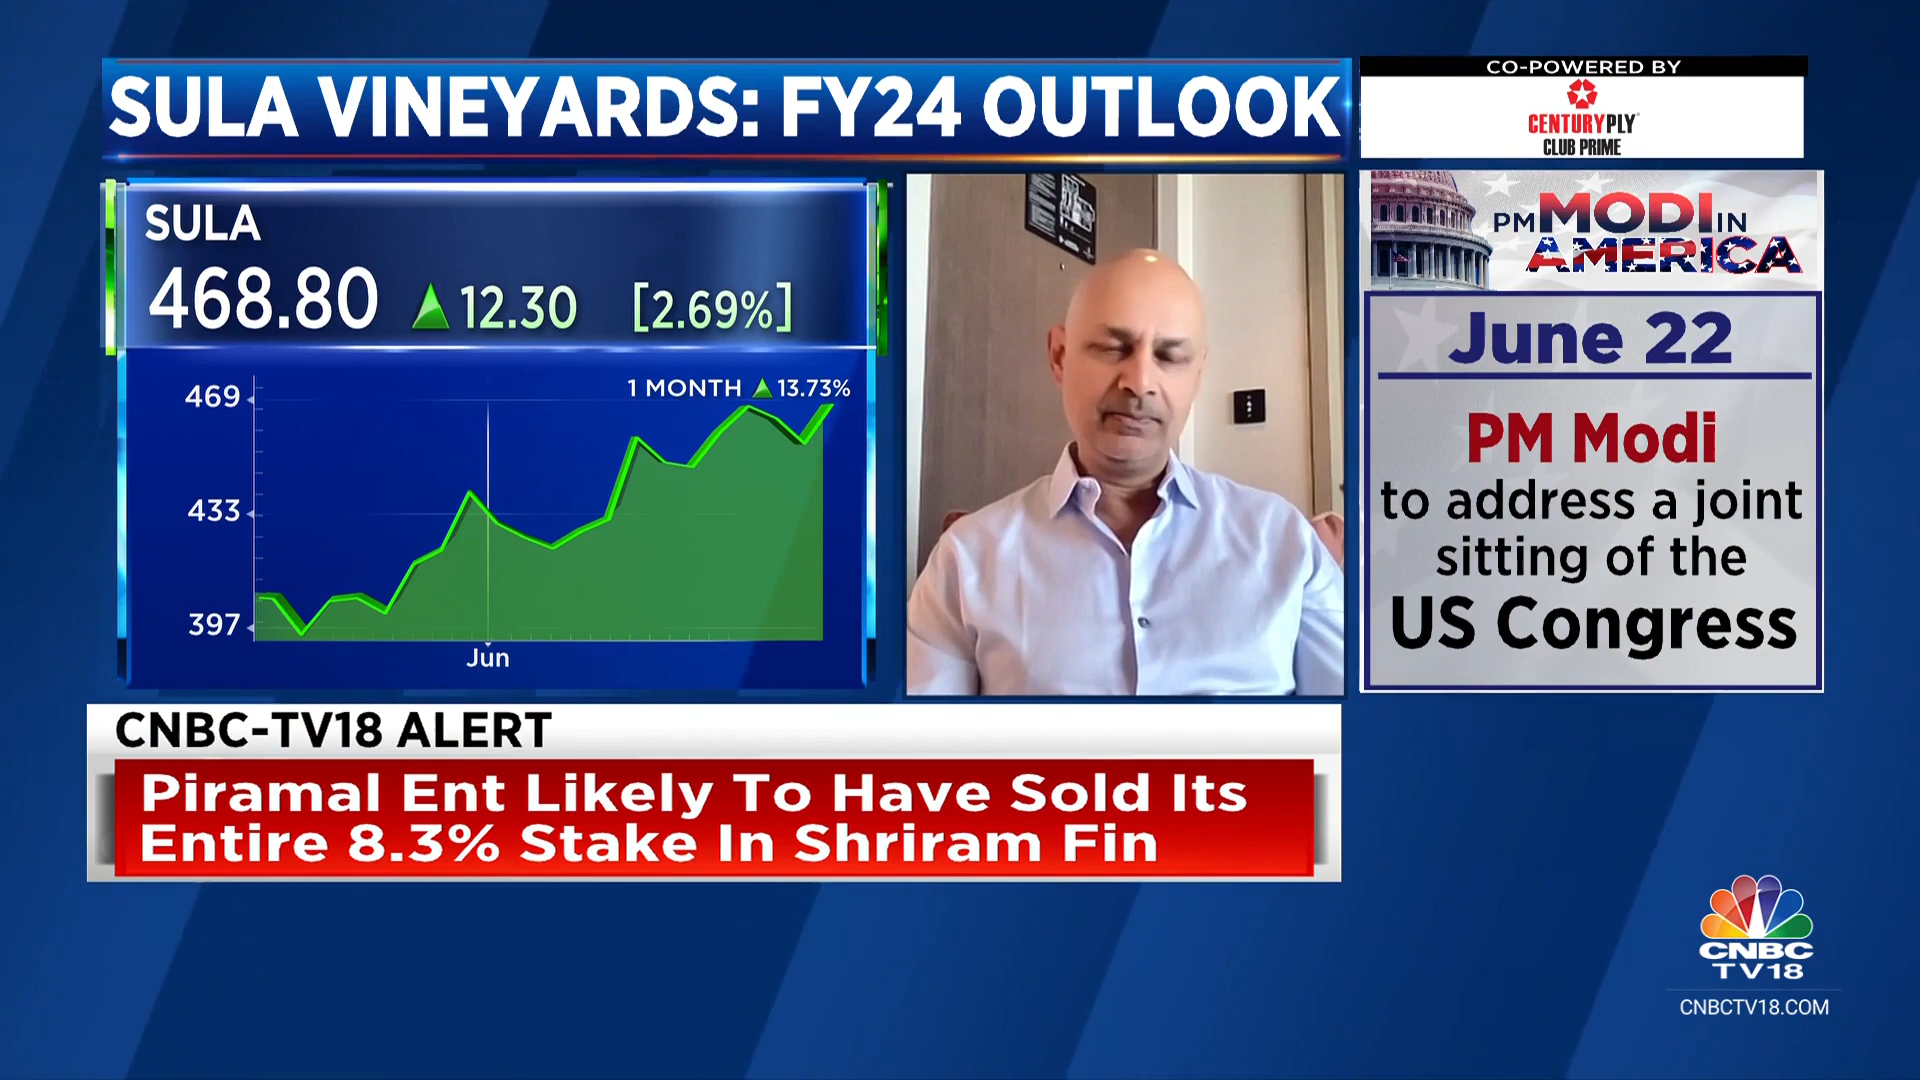 SULA VINEYARDS: FY24 OUTLOOK
CO-POWERED BY
CENTURYPLY
CLUB PRIME
SULA
468.80 ▲ 12.30 [2.69%]
1 MONTH ▲ 13.73%
469
433
397
Jun
PM MODI IN
AMERICA
June 22
PM Modi
to address a joint
sitting of the
US Congress
CNBC-TV18 ALERT
Piramal Ent Likely To Have Sold Its
Entire 8.3% Stake In Shriram Fin
CNBC
TV18
CNBCTV18.COM